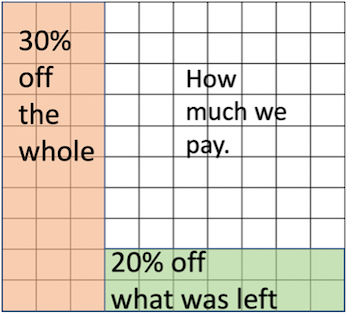 30%
off
the
whole
How
much we
pay.
20% off
what was left